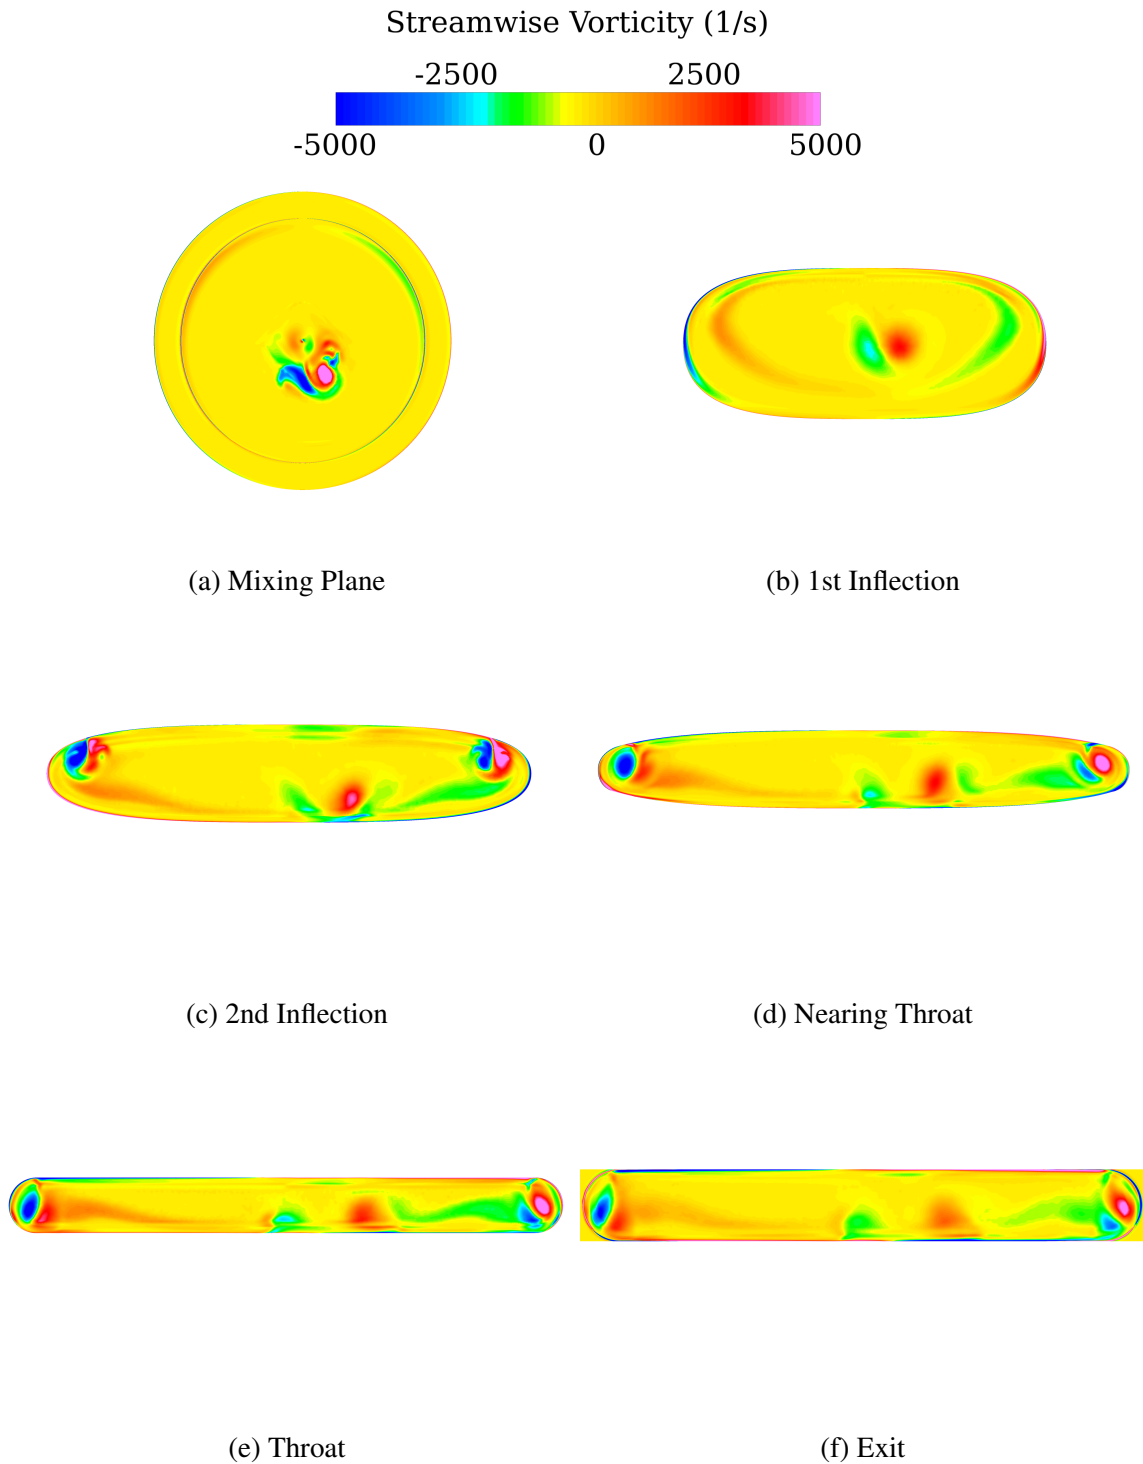 Streamwise Vorticity (1/s)
-2500 2500
-5000 0 5000
(a) Mixing Plane
(b) 1st Inflection
(c) 2nd Inflection
(d) Nearing Throat
(e) Throat
(f) Exit